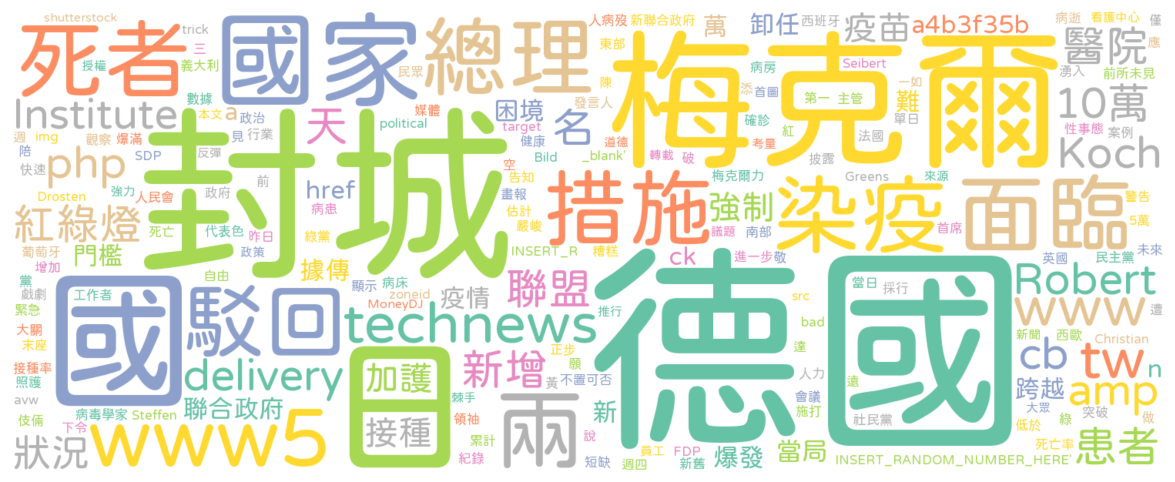 shutterstock
trick
死者
國家
總理
人病歿
新聯合政府
萬
卸任
西班牙
疫苗
a4b3f35b
病逝
看護中心
僅
三
授權
義大利
民眾
東部
梅克爾
醫院
應
陳
病房
Seibert
一如
湧入
前所未見
Institute
數據
本文
a
政治
天
媒體
political
困境
發言人
名
添
首圖
第一
主管
難
單日
10萬
週
img
觀察
爆滿
見
行業
封城
target
健康
道德
確診
紅
法國
性事態
案例
陪
SDP
反彈
空
Bild
_blank'
轉載
破
考量
披露
Koch
快速
php
政府
前
href
告知
畫報
措施
梅克爾力
Greens
來源
Drosten
強力
人民會
病患
估計
嚴峻
強制
染疫
面臨
警告
5萬
紅綠燈
死亡
代表色
昨日
綠黨
議題
南部
首席
葡萄牙
增加
門檻
政策
據傳
INSERT_R
糟糕
ck
進一步
敬
英國
民主黨
未來
黨
戲劇
自由
顯示
病床
聯盟
德國
當日
採行
Robert
緊急
工作者
國
駁回
MoneyDJ
zoneid
疫情
推行
src
www
遭
大關
末座
technews
bad
新聞
西歐
Christian
接種率
照護
delivery
日
加護
新增
正步
願
不置可否
達
人力
遠
cb
tw
n
avw
伎倆
病毒學家
Steffen
聯合政府
接種
黃
棘手
領袖
兩
新
會議
施打
社民黨
跨越
大眾
amp
綠
突破
做
下令
www5
狀況
累計
紀錄
說
短缺
員工
週四
FDP
新舊
爆發
當局
INSERT_RANDOM_NUMBER_HERE'
低於
死亡率
患者